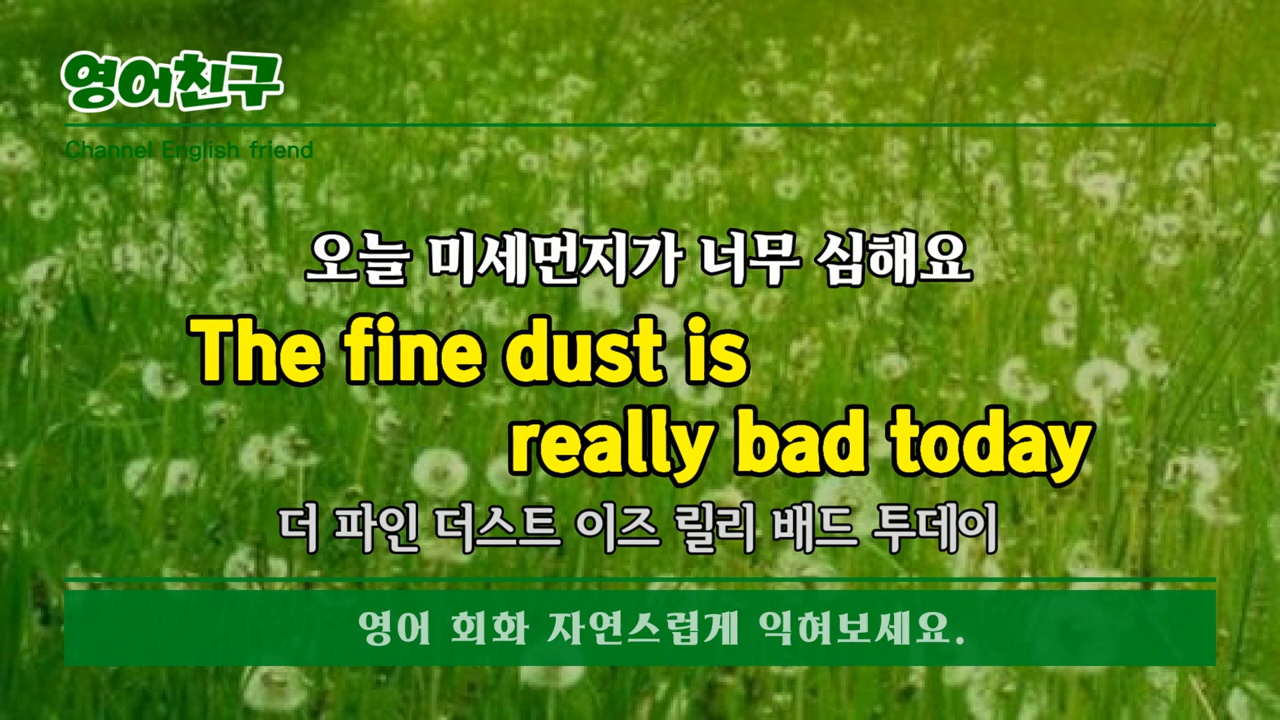 영어친구
Channel English friend
오늘 미세먼지가 너무 심해요
The fine dust is
really bad today
더 파인 더스트 이즈 릴리 배드 투데이
영어 회화 자연스럽게 익혀보세요.